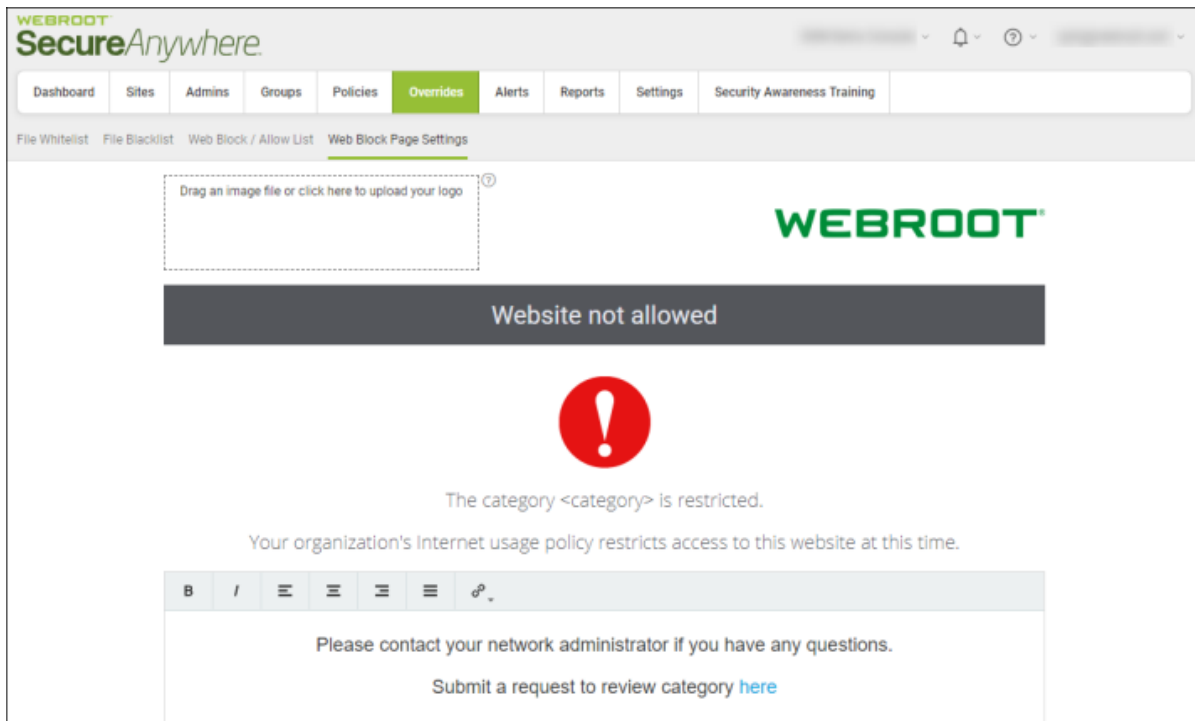 WEBROOT
SecureAnywhere.
Dashboard Sites Admins Groups Policies Overrides Alerts Reports Settings Security Awareness Training
File Whitelist File Blacklist Web Block / Allow List Web Block Page Settings
Drag an image file or click here to upload your logo
WEBROOT
Website not allowed
The category <category> is restricted.
Your organization's Internet usage policy restricts access to this website at this time.
B I
Please contact your network administrator if you have any questions.
Submit a request to review category here